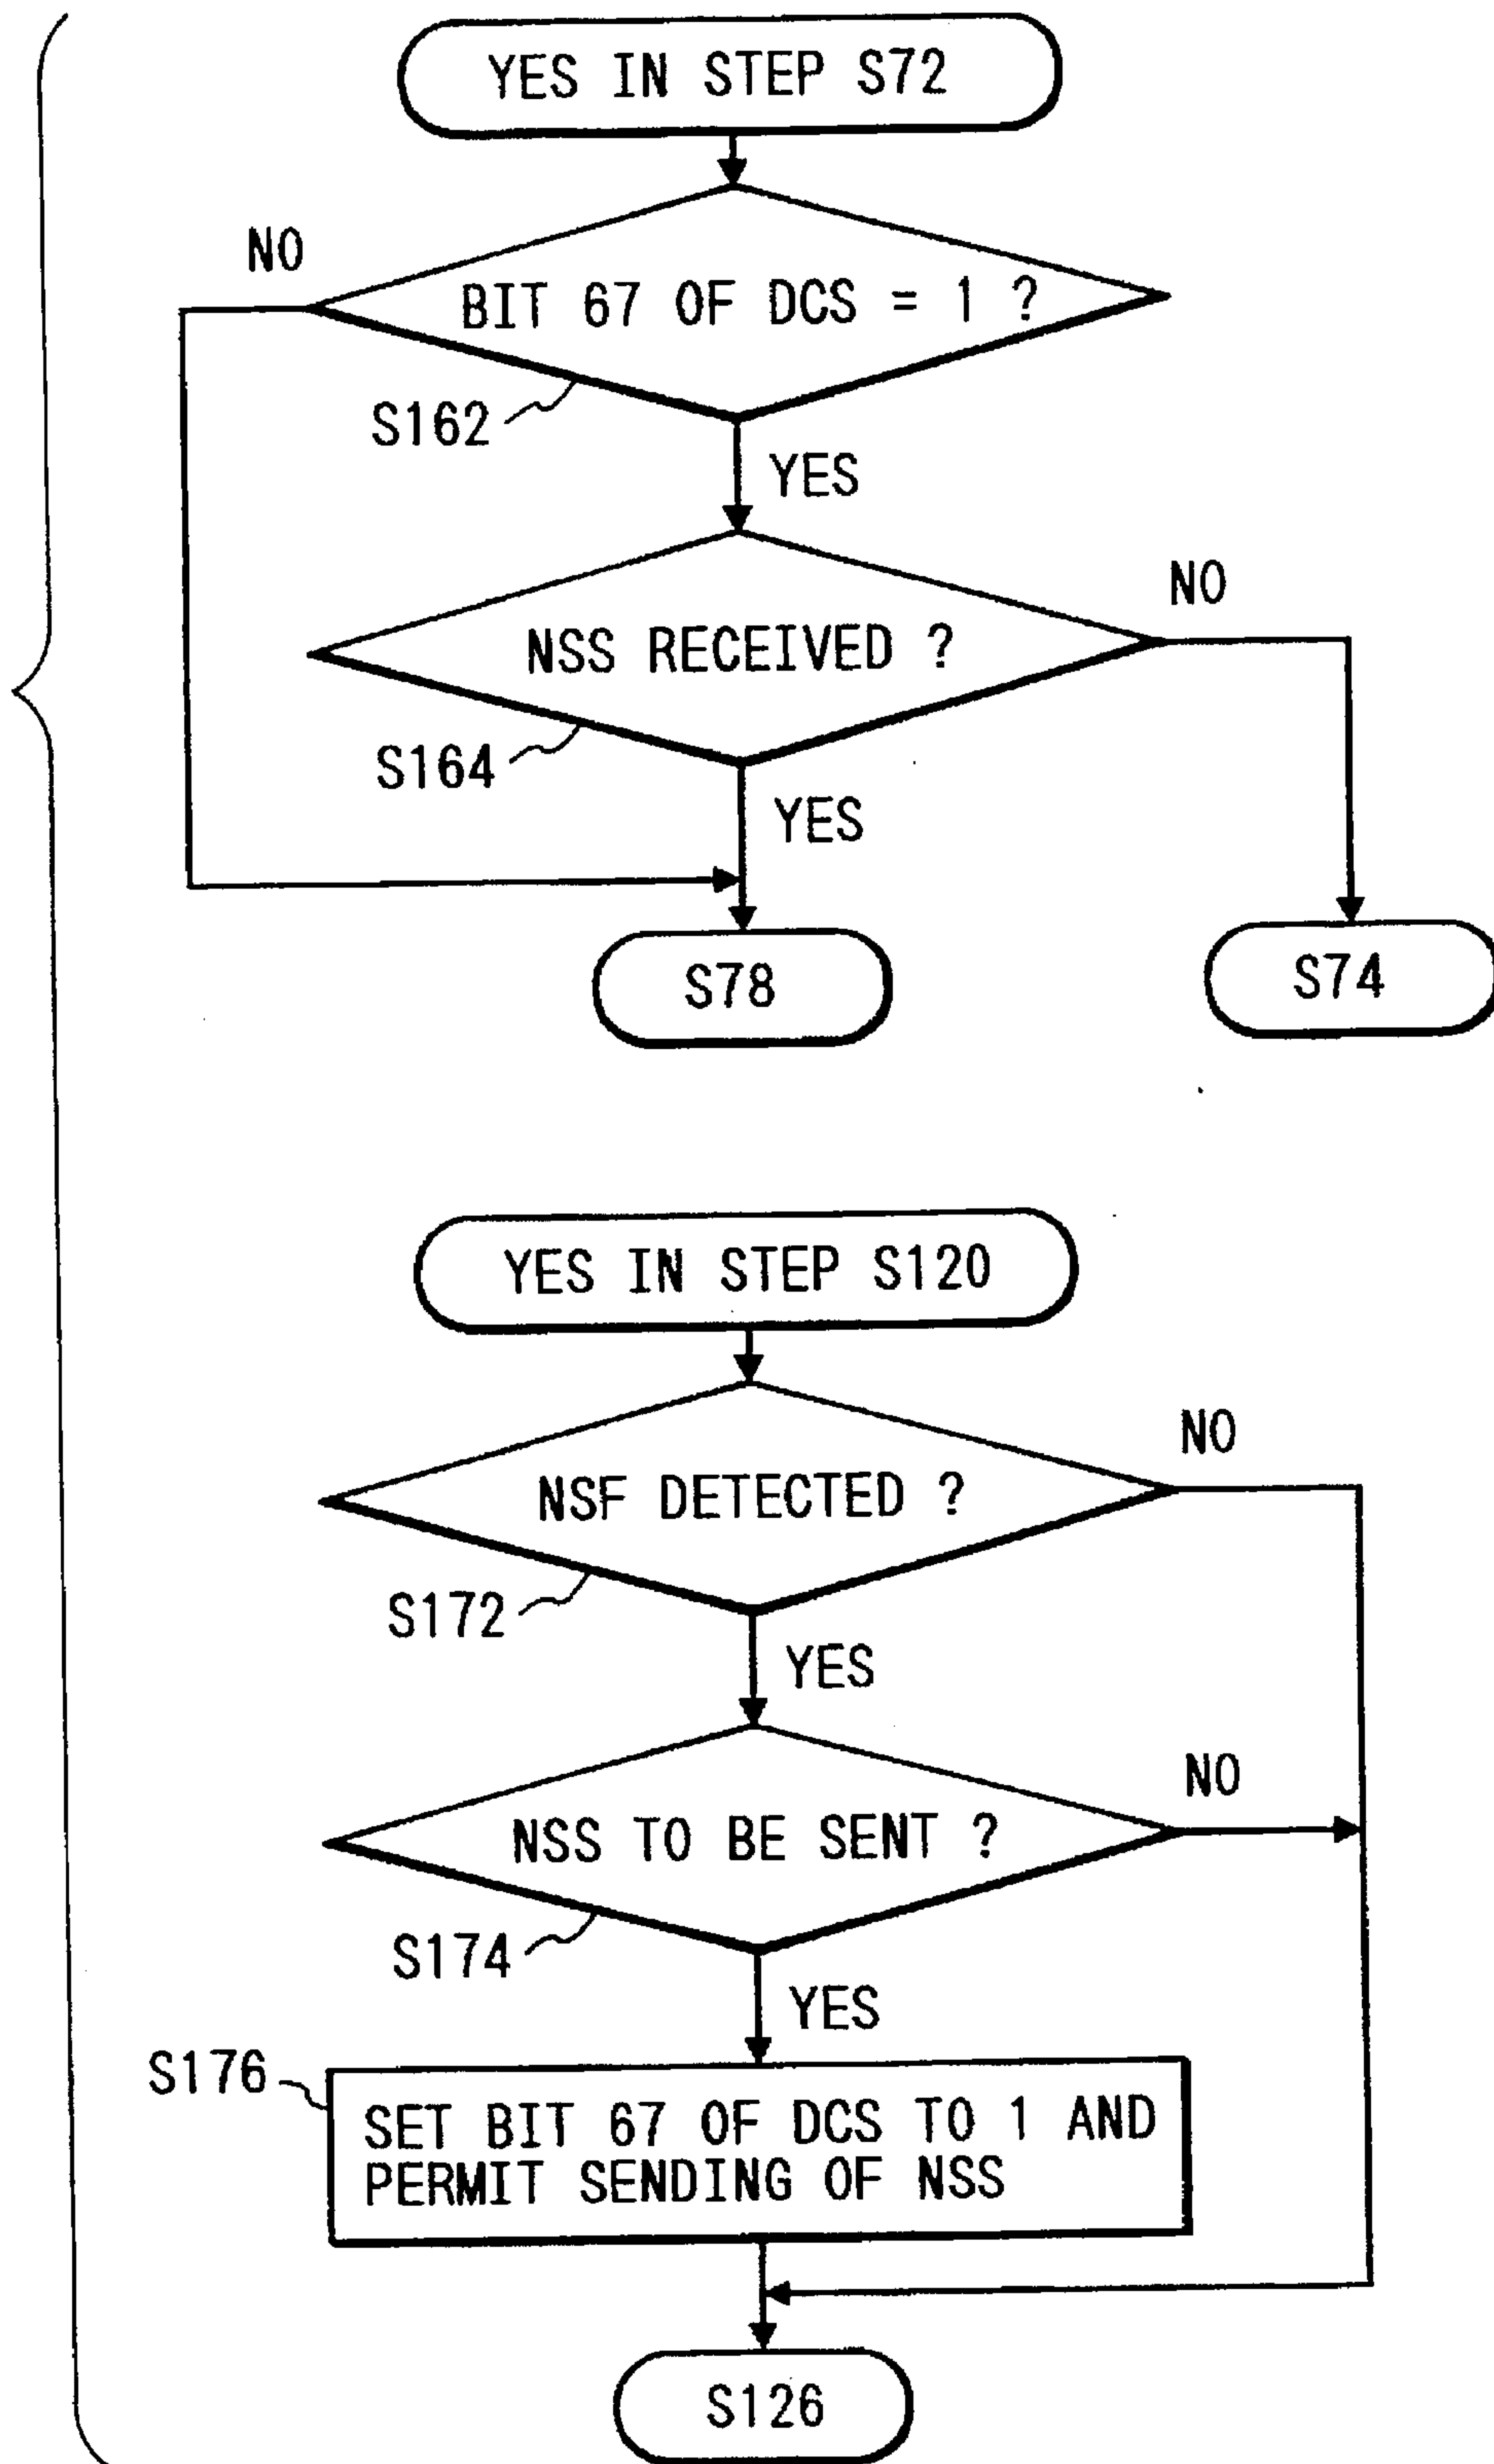 YES IN STEP S72
NO
BIT 67 OF DCS = 1 ?
S162
YES
NO
NSS RECEIVED ?
S164
YES
S78
S74
YES IN STEP S120
NO
NSF DETECTED ?
S172
YES
NO
NSS TO BE SENT ?
S174
YES
S176
SET BIT 67 OF DCS TO 1 AND
PERMIT SENDING OF NSS
S126